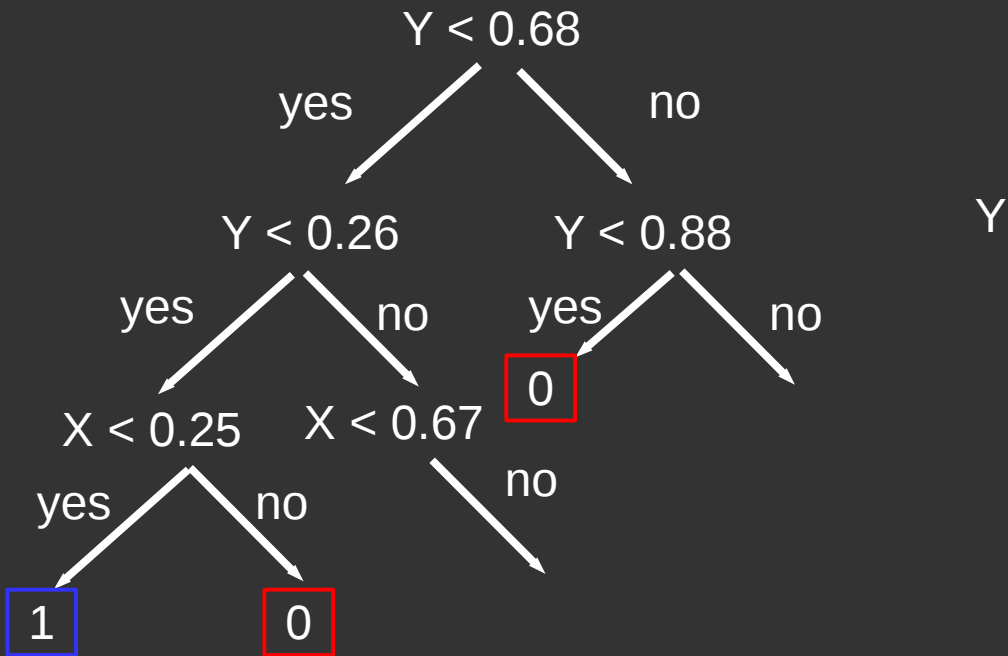 Y < 0.68
yes
no
Y
Y < 0.26
Y < 0.88
yes
no
yes
no
0
X < 0.25
X < 0.67
yes
no
no
1
0